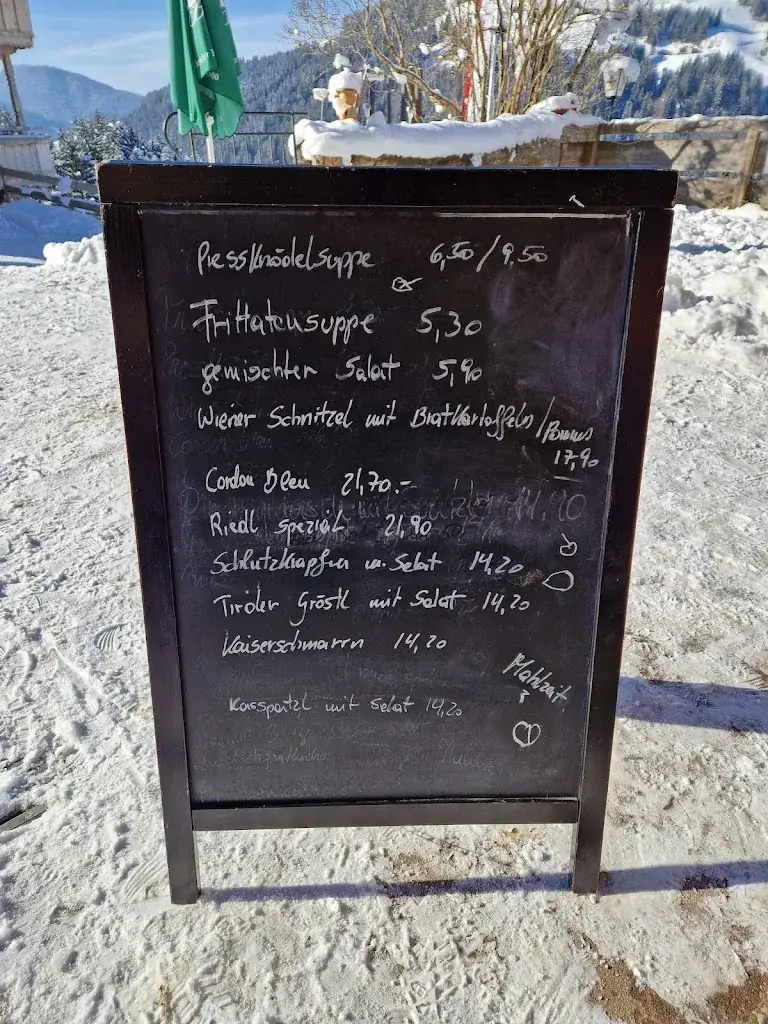 Pressknödelsuppe 6,50/9,50
Frittatensuppe 5,30
gemischter Salat 5,90
Wiener Schnitzel mit Bratkartoffeln/Pommes
17,90
Cordon Bleu 21,70.-
Riedl spezial 21,90
Schlutzkrapfen m. Salat 14,20
Tiroler Gröstl mit Salat 14,20
Kaiserschmarrn 14,20
Mahlzeit
Kasspatzl mit Salat 14,20